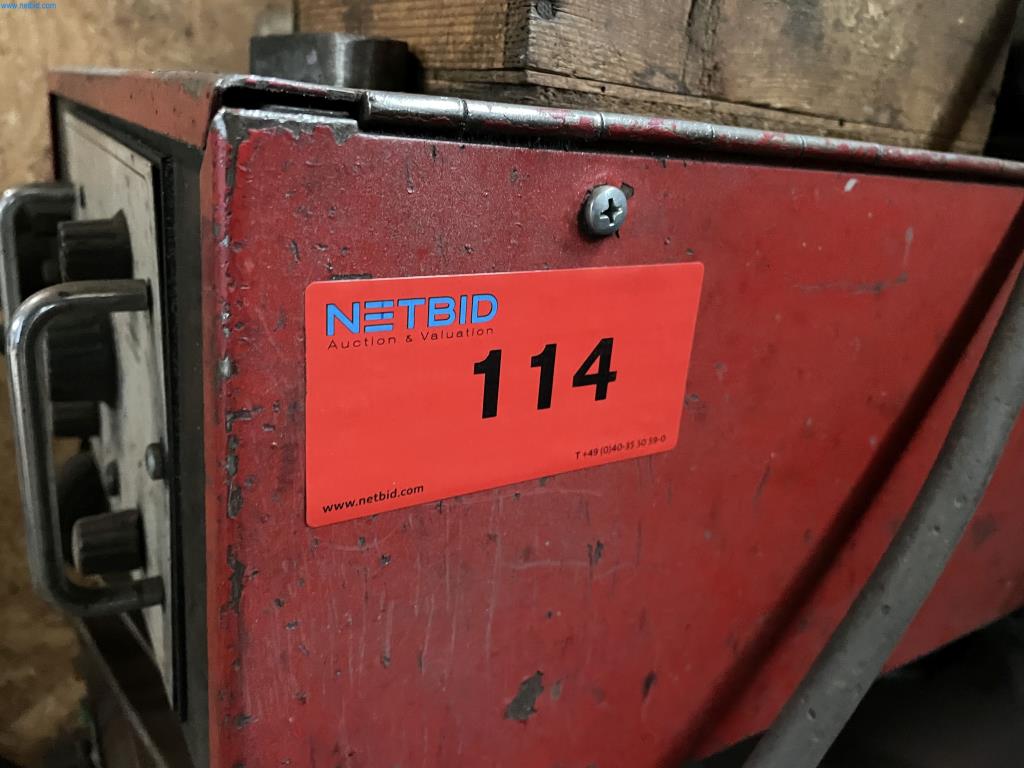 www.netbid.com
NETBID
Auction & Valuation
114
T +49 (0)40-35 50 59-0
www.netbid.com